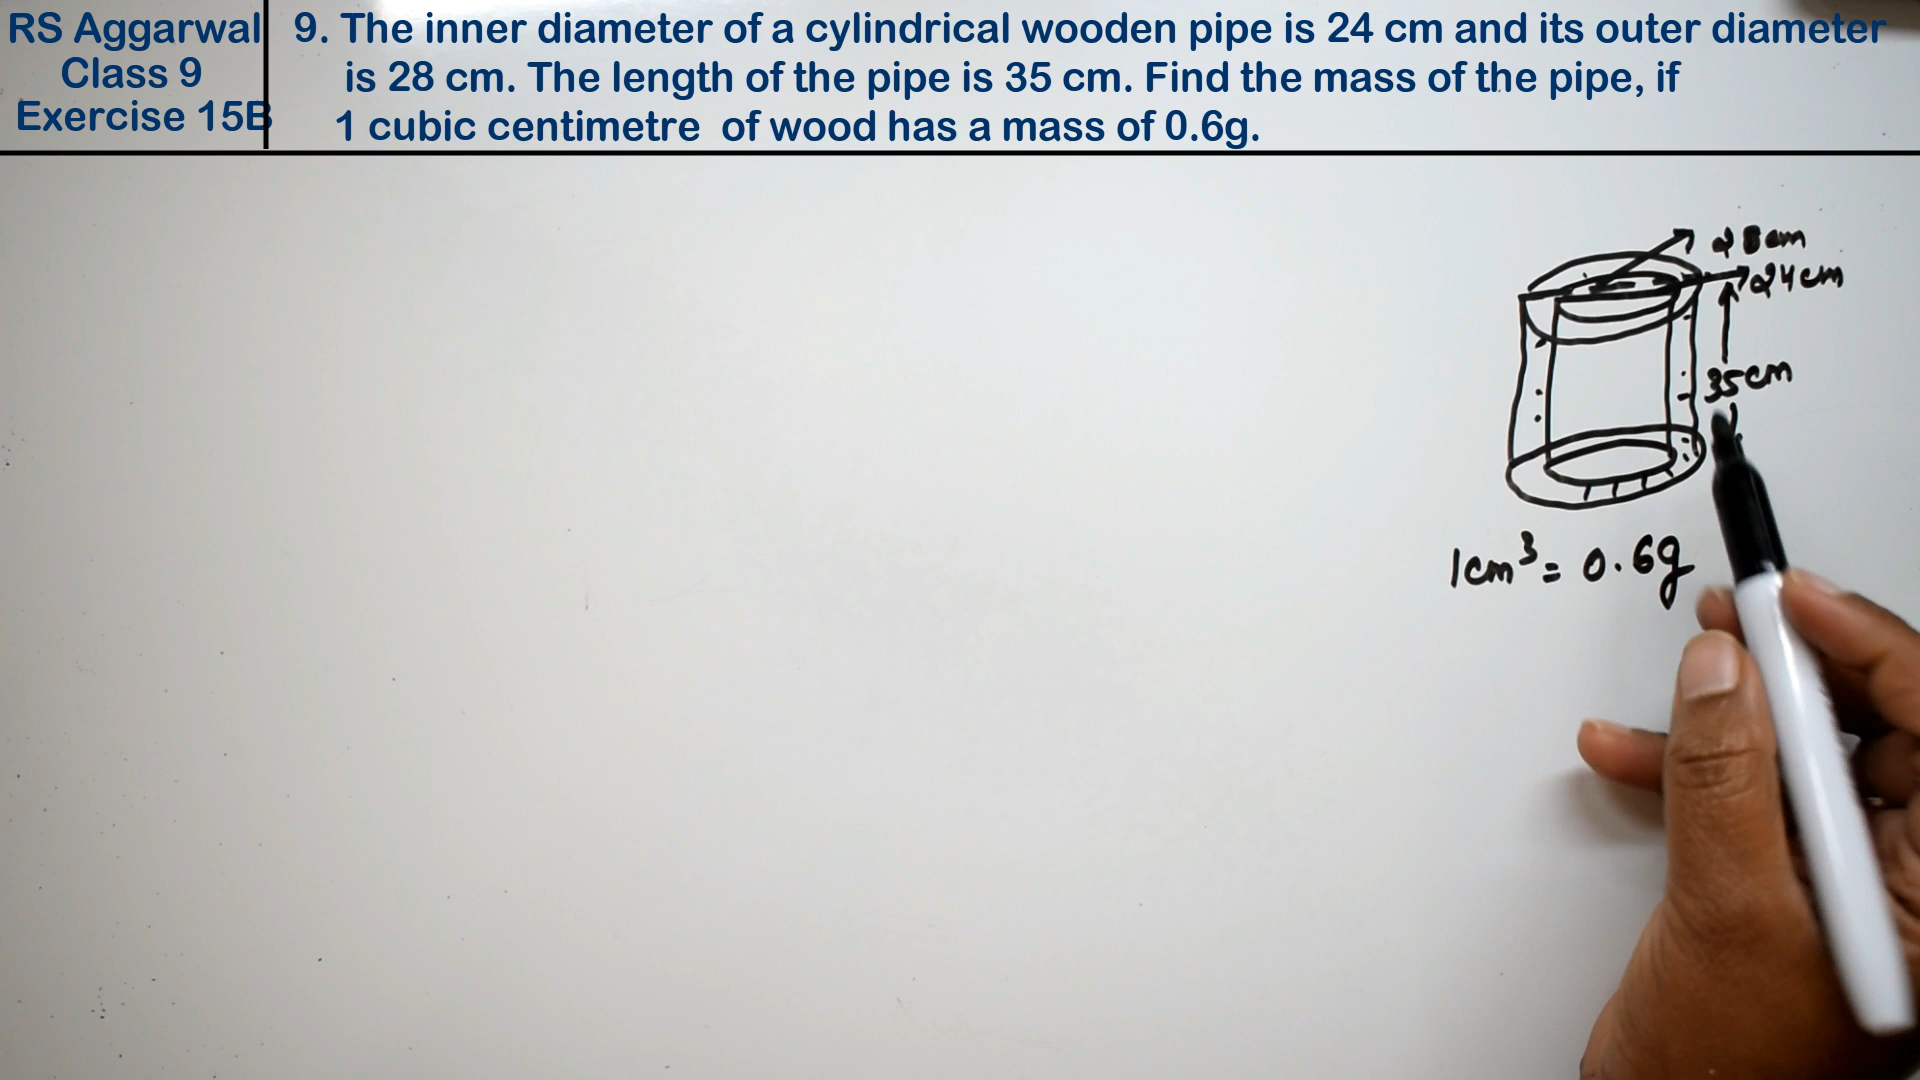 RS Aggarwal
Class 9
Exercise 15B
9. The inner diameter of a cylindrical wooden pipe is 24 cm and its outer diameter
is 28 cm. The length of the pipe is 35 cm. Find the mass of the pipe, if
1 cubic centimetre of wood has a mass of 0.6g.
28cm
24cm
35cm
1cm³= 0.6g